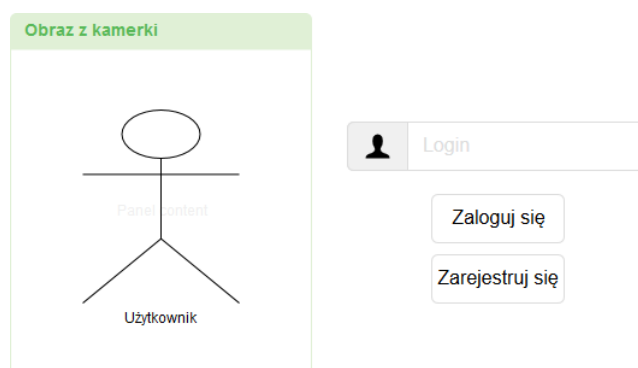 Obraz z kamerki
Panel content
Użytkownik
Login
Zaloguj się
Zarejestruj się